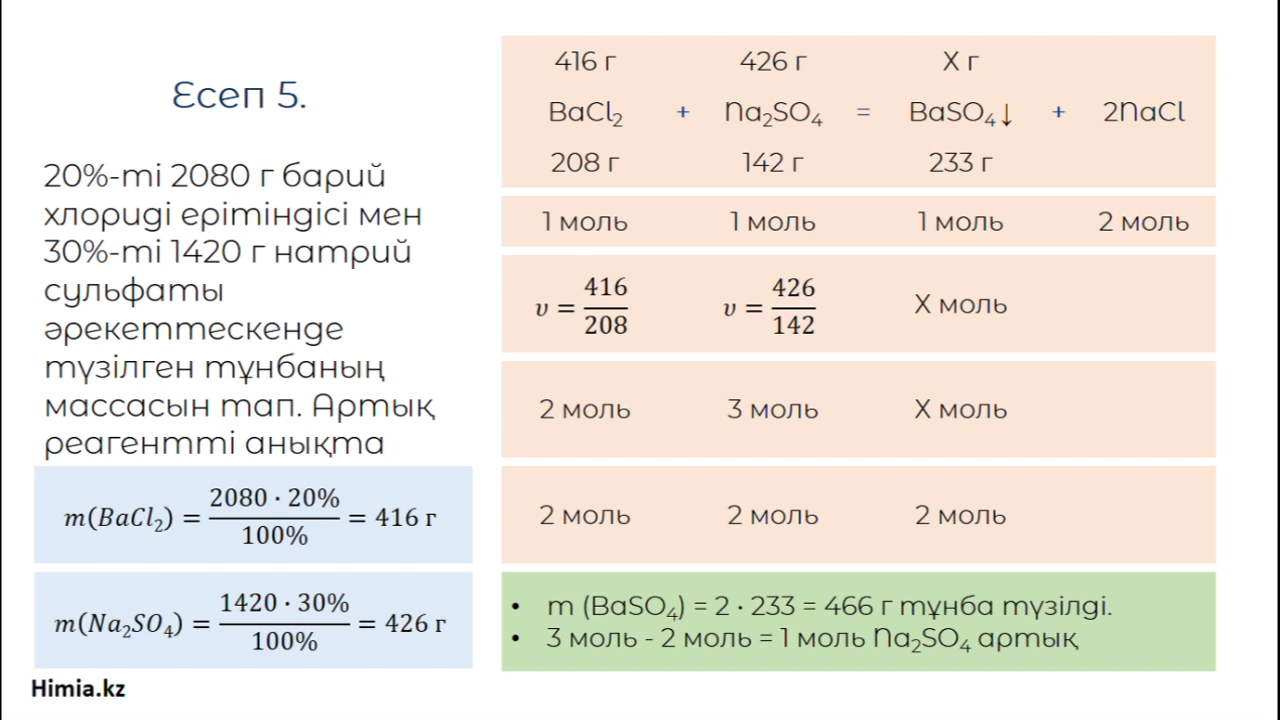 Есеп 5.
20%-ті 2080 г барий
хлориді ерітіндісі мен
30%-ті 1420 г натрий
сульфаты
әрекеттескенде
түзілген тұнбаның
массасын тап. Артық
реагентті анықта
m(BaCl₂) = (2080 · 20%)/100% = 416 г
m(Na₂SO₄) = (1420 · 30%)/100% = 426 г
Himia.kz
416 г 426 г X г
BaCl₂ + Na₂SO₄ = BaSO₄↓ + 2NaCl
208 г 142 г 233 г
1 моль 1 моль 1 моль 2 моль
υ = 416/208 υ = 426/142 X моль
2 моль 3 моль X моль
2 моль 2 моль 2 моль
• m (BaSO₄) = 2 · 233 = 466 г тұнба түзілді.
• 3 моль - 2 моль = 1 моль Na₂SO₄ артық